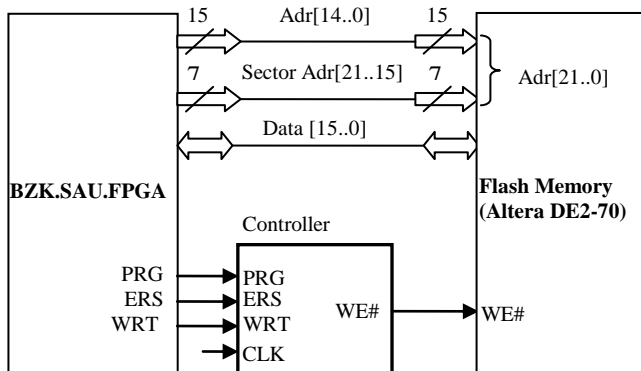 15 Adr[14..0] 15
7 Sector Adr[21..15] 7
Adr[21..0]
Data [15..0]
BZK.SAU.FPGA
Flash Memory
(Altera DE2-70)
Controller
PRG PRG
ERS ERS
WRT WRT WE# WE#
CLK